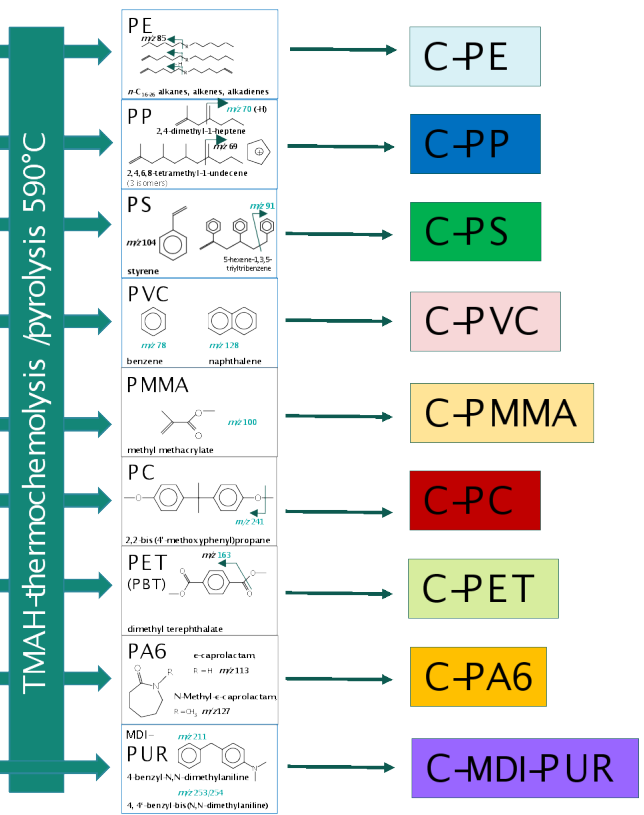 TMAH-thermochemolysis /pyrolysis 590°C
PE
m/z 85
H
H
n-C16-26 alkanes, alkenes, alkadienes
C-PE
PP
m/z 70 (-H)
2,4-dimethyl-1-heptene
m/z 69
2,4,6,8-tetramethyl-1-undecene
(3 isomers)
C-PP
PS
m/z 91
m/z 104
styrene
5-hexene-1,3,5-
triyltribenzene
C-PS
PVC
m/z 78
m/z 128
benzene
naphthalene
C-PVC
PMMA
O
O
m/z 100
methyl methacrylate
C-PMMA
PC
O
O
m/z 241
2,2-bis(4'-methoxyphenyl)propane
C-PC
PET
(PBT)
m/z 163
O
O
O
O
dimethyl terephthalate
C-PET
PA6
ε-caprolactam,
R = H m/z 113
O
R
N
N-Methyl-ε-caprolactam,
R = CH3 m/z 127
C-PA6
MDI-
PUR
m/z 211
N
4-benzyl-N,N-dimethylaniline
m/z 253/254
4, 4'-benzyl-bis(N,N-dimethylaniline)
C-MDI-PUR